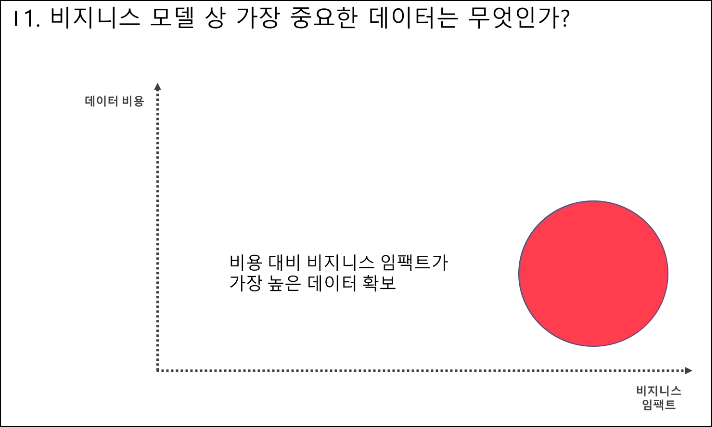 I1. 비지니스 모델 상 가장 중요한 데이터는 무엇인가?
데이터 비용
비용 대비 비지니스 임팩트가
가장 높은 데이터 확보
비지니스
임팩트